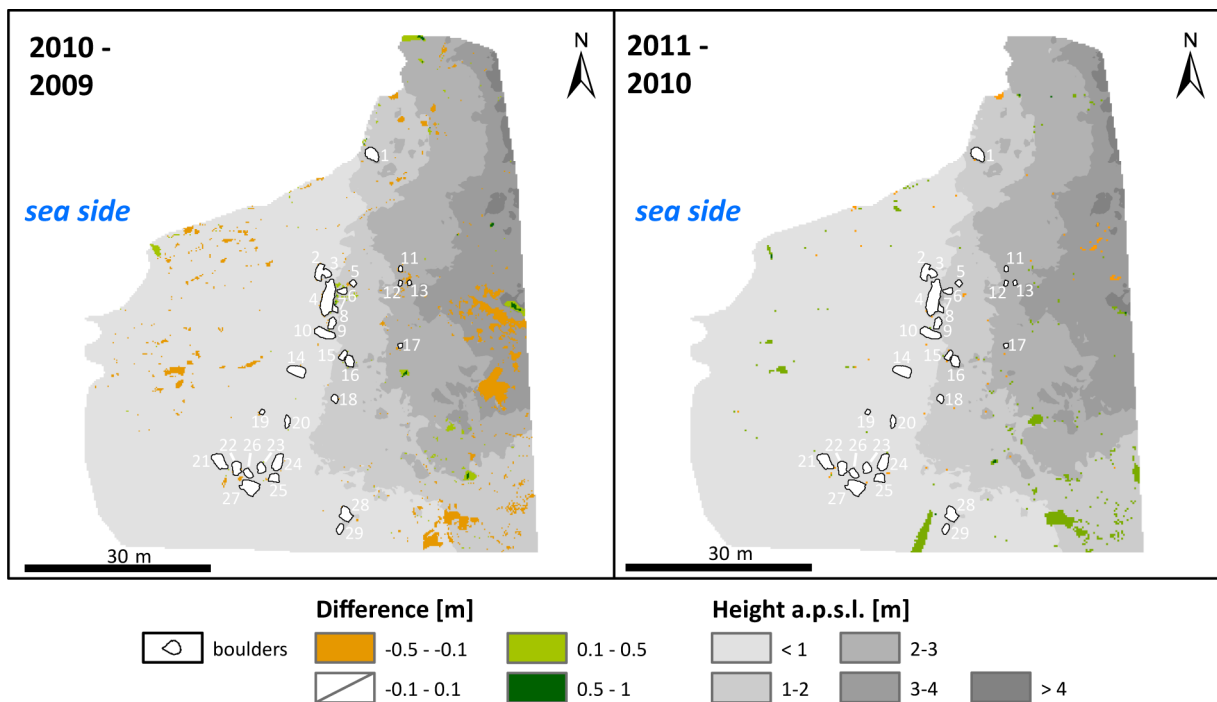 2010 -
2009
N
sea side
1
2 3 5 11
4 6 12 13
7
8
10 9
15 17
14 16
18
19 20
22 26 23
21 24
27 25
28
29
30 m
2011 -
2010
N
sea side
1
2 3 5 11
4 6 12 13
7
8
10 9
15 17
14 16
18
19 20
22 26 23
21 24
27 25
28
29
30 m
Difference [m]
Height a.p.s.l. [m]
boulders
-0.5 - -0.1
0.1 - 0.5
< 1
2-3
-0.1 - 0.1
0.5 - 1
1-2
3-4
> 4